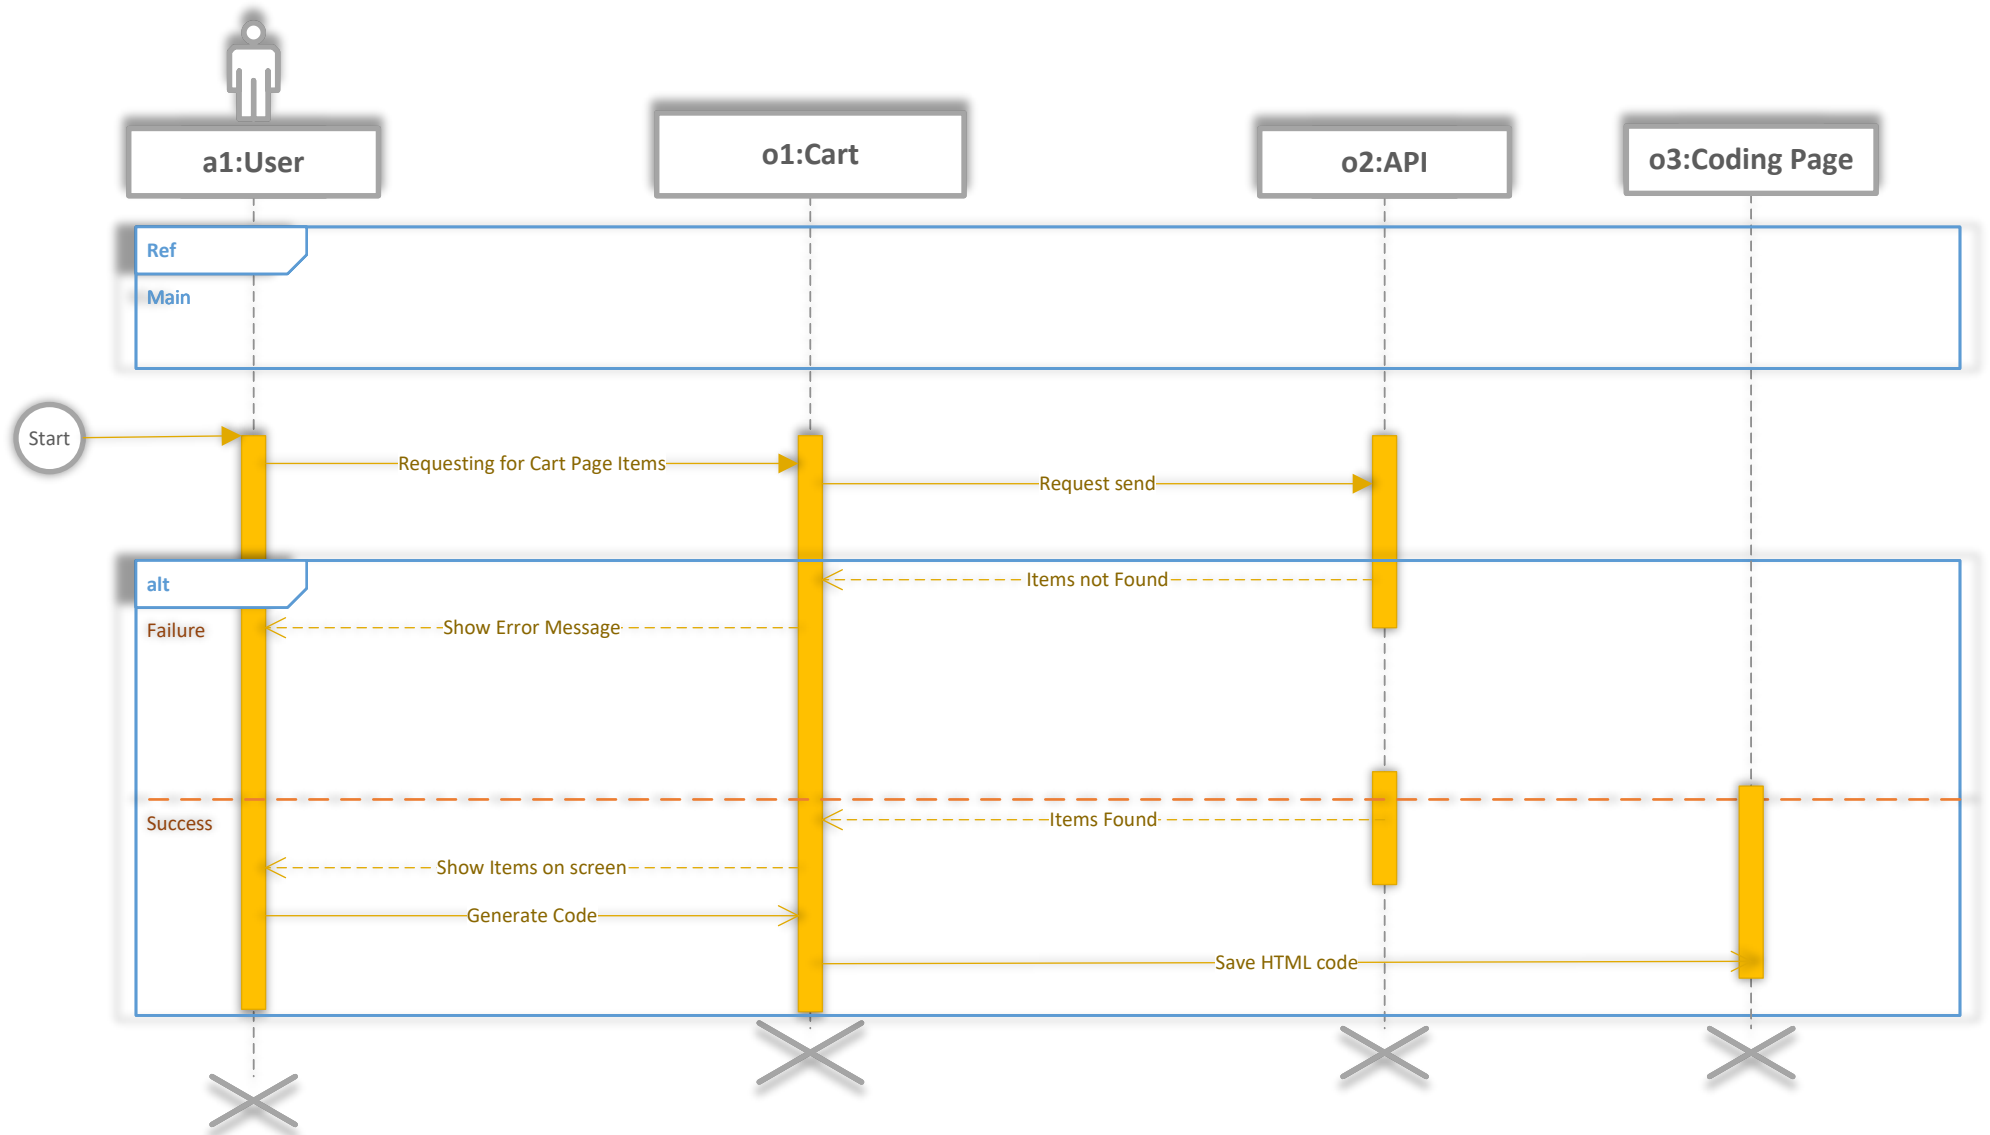 a1:User
o1:Cart
o2:API
o3:Coding Page
Ref
Main
Start
Requesting for Cart Page Items
Request send
alt
Items not Found
Failure
Show Error Message
Success
Items Found
Show Items on screen
Generate Code
Save HTML code